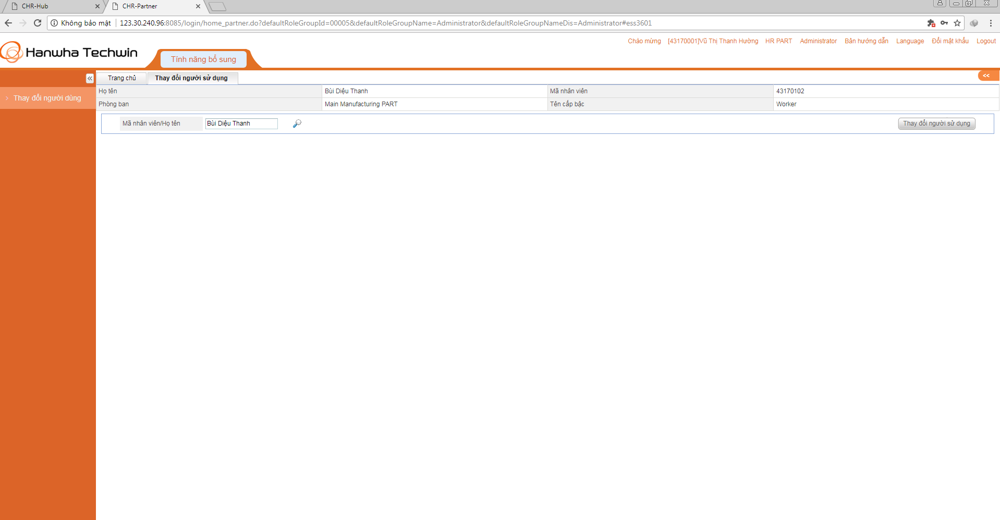 CHR-Hub
CHR-Partner
Không bảo mật
123.30.240.96:8085/login/home_partner.do?defaultRoleGroupId=00005&defaultRoleGroupName=Administrator&defaultRoleGroupNameDis=Administrator#ess3601
Chào mừng [43170001]Vũ Thị Thanh Hường HR PART Administrator Bản hướng dẫn Language Đổi mật khẩu Logout
Hanwha Techwin
Tính năng bổ sung
« Trang chủ Thay đổi người sử dụng <<
Thay đổi người dùng
Họ tên Bùi Diệu Thanh Mã nhân viên 43170102
Phòng ban Main Manufacturing PART Tên cấp bậc Worker
Mã nhân viên/Họ tên Bùi Diệu Thanh Thay đổi người sử dụng